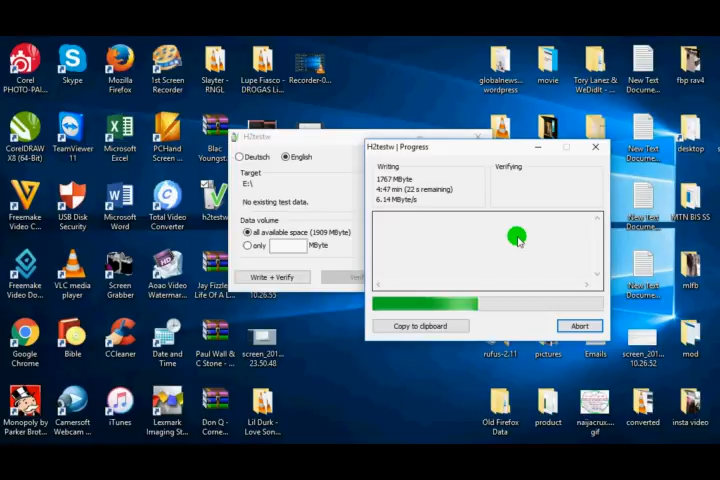 Corel PHOTO-PAI...
Skype
Mozilla Firefox
1st Screen Recorder
Slayter - RNGL
Lupe Fiasco - DROGAS Li...
Recorder-0...
globalnews... wordpress
movie
Tory Lanez & WeDidIt - ...
New Text Docume...
fbp rav4
CorelDRAW X8 (64-Bit)
TeamViewer 11
Microsoft Excel
PCHand Screen ...
Blac Youngst...
New Text Docume...
desktop
Freemake Video C...
USB Disk Security
Microsoft Word
Total Video Converter
h2testw
New Text Docume...
MTN BIS SS
Freemake Video Do...
VLC media player
Screen Grabber
Aoao Video Watermar...
Jay Fizzle Life Of A L...
10.26.55
New Text Docume...
mlfb
Google Chrome
Bible
CCleaner
Date and Time
Paul Wall & C Stone - ...
screen_201... 23.50.48
rufus-2.11
pictures
Emails
screen_201... 10.26.52
mod
Monopoly by Parker Brot...
Camersoft Webcam ...
iTunes
Lexmark Imaging St...
Don Q - Corne...
Lil Durk - Love Son...
Old Firefox Data
product
naijacrux.... gif
converted
insta video
H2testw
Deutsch
English
Target
E:\
No existing test data.
Data volume
all available space (1909 MByte)
only
MByte
Write + Verify
H2testw | Progress
Writing
1767 MByte
4:47 min (22 s remaining)
6.14 MByte/s
Verifying
Copy to clipboard
Abort